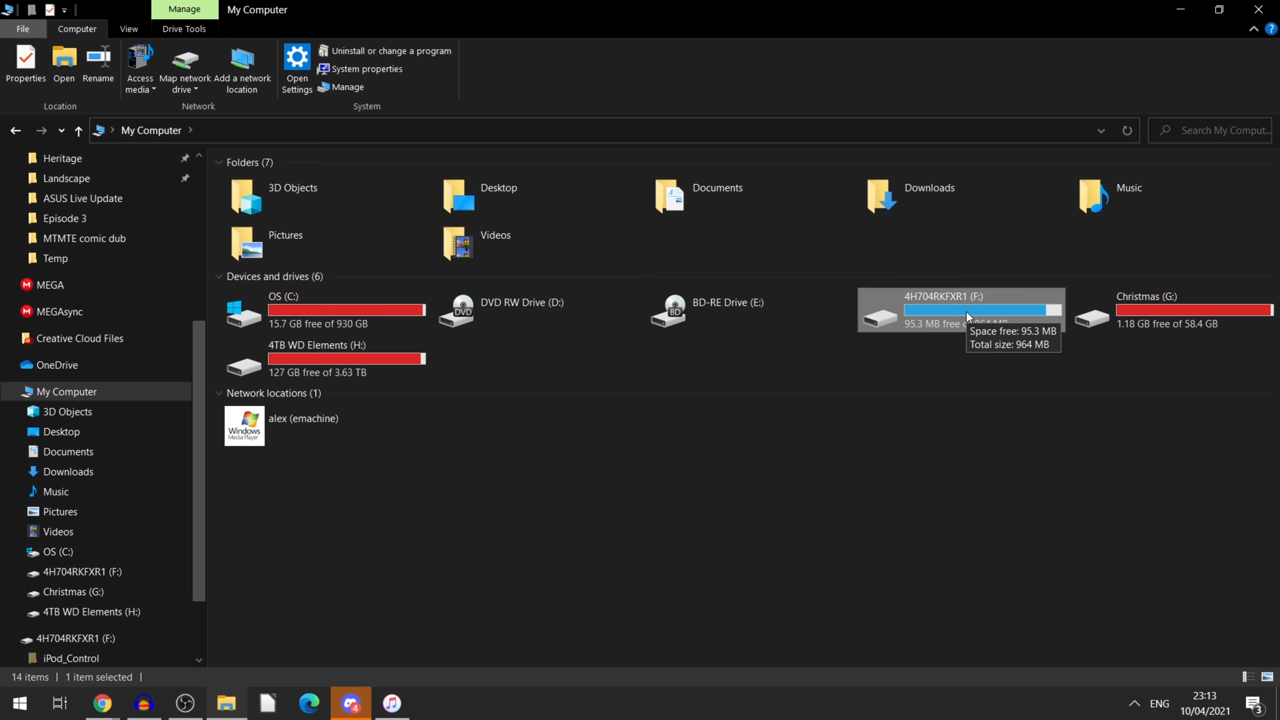 Manage
My Computer
File
Computer
View
Drive Tools
Properties
Open
Rename
Access
media
Map network
drive
Add a network
location
Open
Settings
Uninstall or change a program
System properties
Manage
Location
Network
System
My Computer
Search My Comput...
Heritage
Landscape
ASUS Live Update
Episode 3
MTMTE comic dub
Temp
MEGA
MEGAsync
Creative Cloud Files
OneDrive
My Computer
3D Objects
Desktop
Documents
Downloads
Music
Pictures
Videos
OS (C:)
4H704RKFXR1 (F:)
Christmas (G:)
4TB WD Elements (H:)
4H704RKFXR1 (F:)
iPod_Control
Folders (7)
3D Objects
Desktop
Documents
Downloads
Music
Pictures
Videos
Devices and drives (6)
OS (C:)
15.7 GB free of 930 GB
DVD RW Drive (D:)
DVD
BD-RE Drive (E:)
BD
4H704RKFXR1 (F:)
95.3 MB free
Space free: 95.3 MB
Total size: 964 MB
Christmas (G:)
1.18 GB free of 58.4 GB
4TB WD Elements (H:)
127 GB free of 3.63 TB
Network locations (1)
alex (emachine)
Windows
Media Player
14 items
1 item selected
4
ENG
23:13
10/04/2021
3